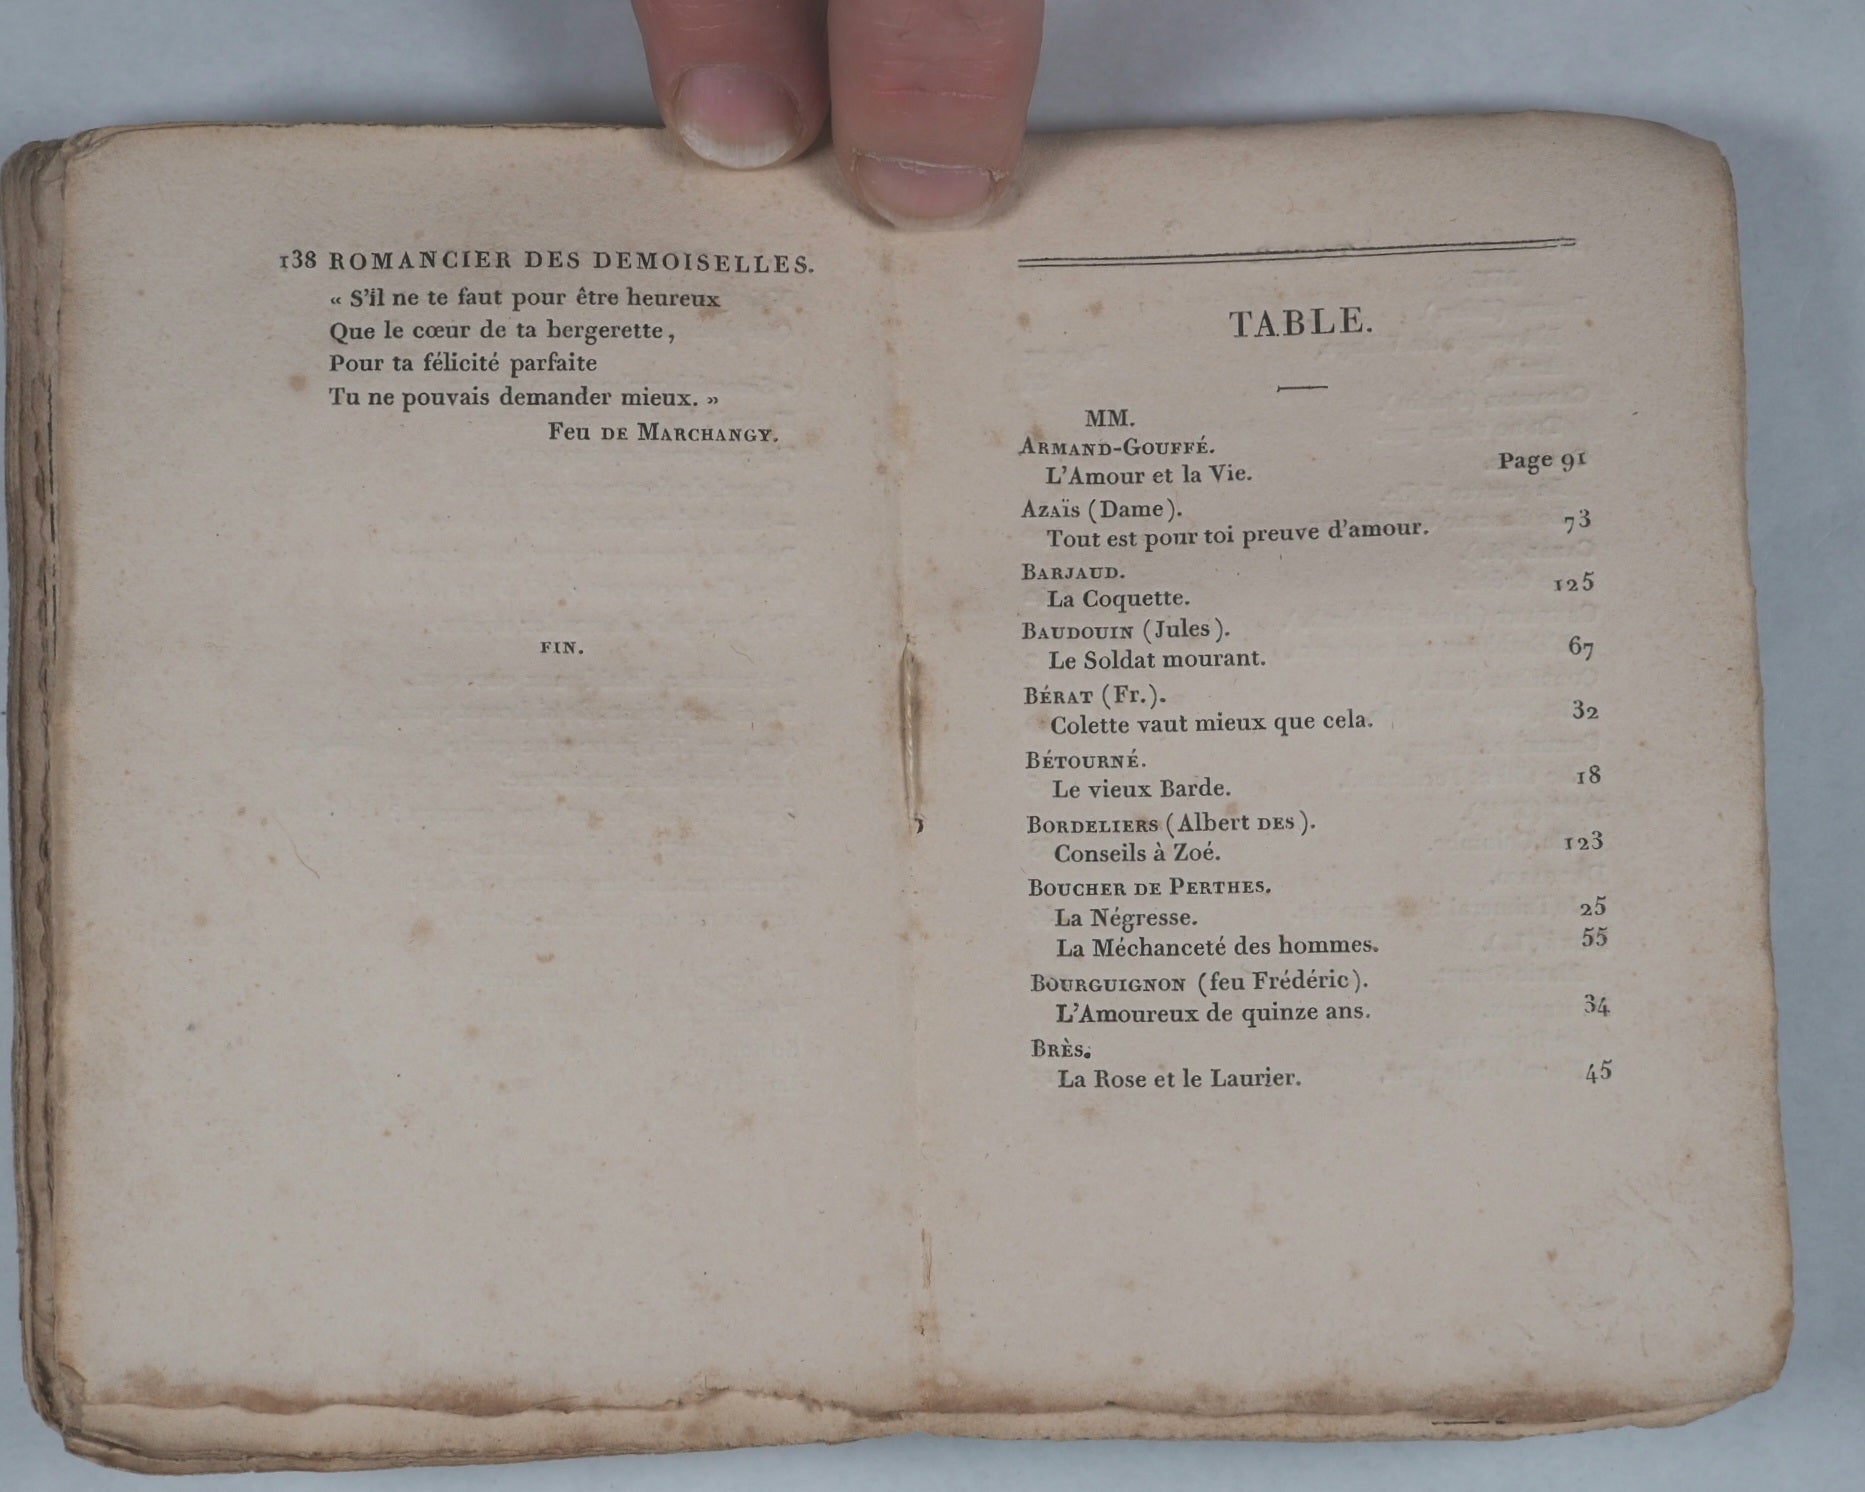 138 ROMANCIER DES DEMOISELLES.
« S'il ne te faut pour être heureux
Que le cœur de ta bergerette,
Pour ta félicité parfaite
Tu ne pouvais demander mieux. »
Feu DE MARCHANGY.
FIN.
TABLE.
MM.
ARMAND-GOUFFÉ.
L'Amour et la Vie. Page 91
AZAÏS (Dame).
Tout est pour toi preuve d'amour. 73
BARJAUD.
La Coquette. 125
BAUDOUIN (Jules).
Le Soldat mourant. 67
BÉRAT (Fr.).
Colette vaut mieux que cela. 32
BÉTOURNÉ.
Le vieux Barde. 18
BORDELIERS (Albert DES).
Conseils à Zoé. 123
BOUCHER DE PERTHES.
La Négresse. 25
La Méchanceté des hommes. 55
BOURGUIGNON (feu Frédéric).
L'Amoureux de quinze ans. 34
BRÈS.
La Rose et le Laurier. 45